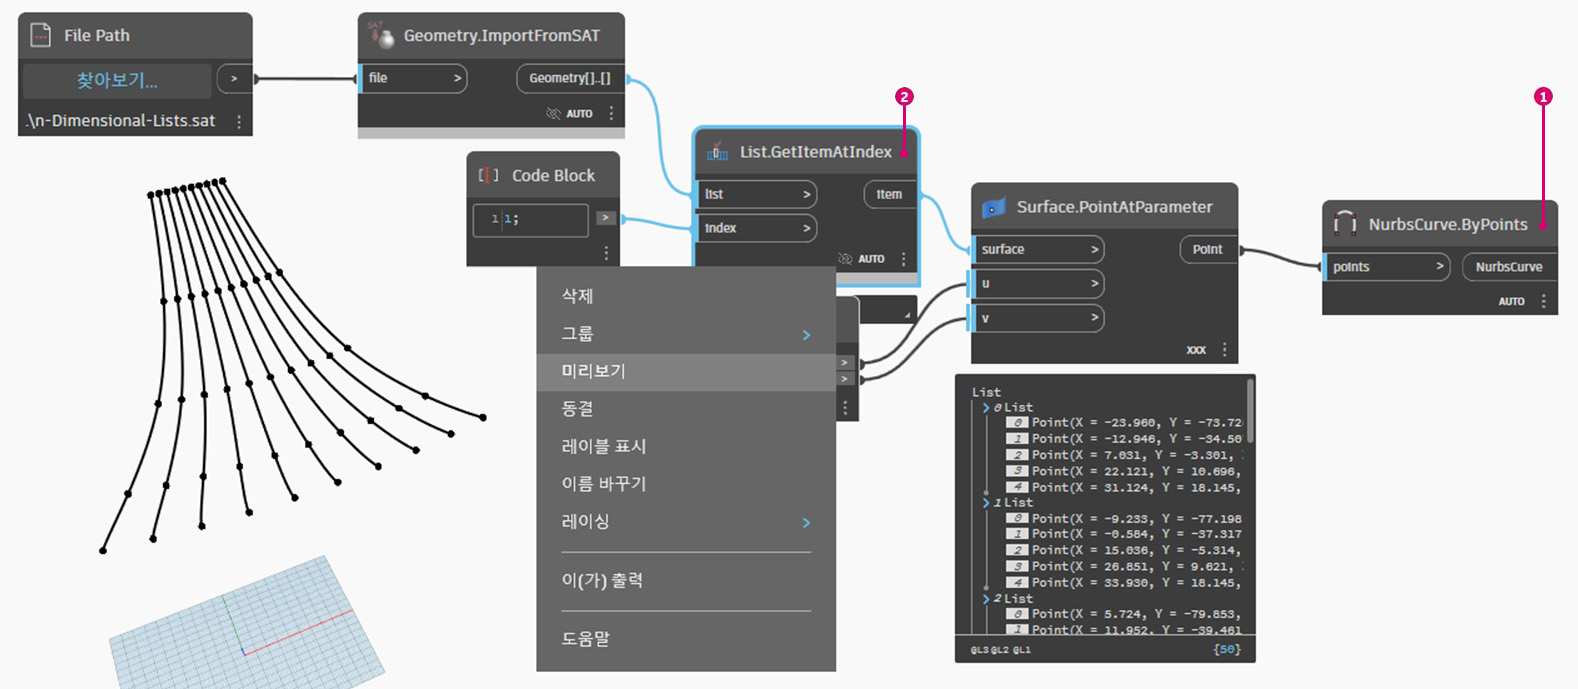 File Path
찾아보기...
>
.\n-Dimensional-Lists.sat
SAT
Geometry.ImportFromSAT
file >
Geometry[]..[]
AUTO
Code Block
1 1;
>
2
List.GetItemAtIndex
list >
item
index >
AUTO
삭제
그룹 >
미리보기
동결
레이블 표시
이름 바꾸기
레이싱 >
이(가) 출력
도움말
>
>
Surface.PointAtParameter
surface >
Point
u >
v >
XXX
List
0 List
0 Point(X = -23.960, Y = -73.72
1 Point(X = -12.946, Y = -34.50
2 Point(X = 7.031, Y = -3.301,
3 Point(X = 22.121, Y = 10.696,
4 Point(X = 31.124, Y = 18.145,
1 List
0 Point(X = -9.233, Y = -77.198
1 Point(X = -0.584, Y = -37.317
2 Point(X = 15.036, Y = -5.314,
3 Point(X = 26.851, Y = 9.621,
4 Point(X = 33.930, Y = 18.145,
2 List
0 Point(X = 5.724, Y = -79.853,
1 Point(X = 11.952, Y = -39.461
@L3 @L2 @L1
{50}
1
NurbsCurve.ByPoints
points >
NurbsCurve
AUTO